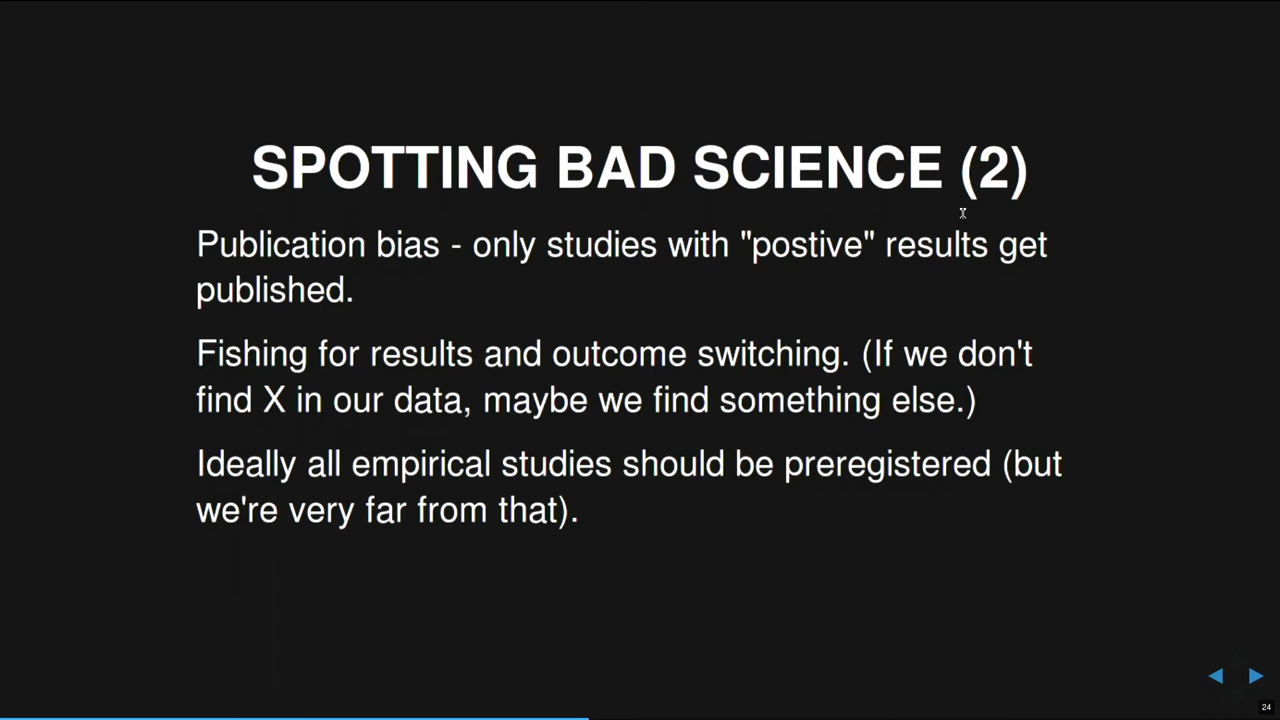 SPOTTING BAD SCIENCE (2)
Publication bias - only studies with "postive" results get
published.
Fishing for results and outcome switching. (If we don't
find X in our data, maybe we find something else.)
Ideally all empirical studies should be preregistered (but
we're very far from that).
24